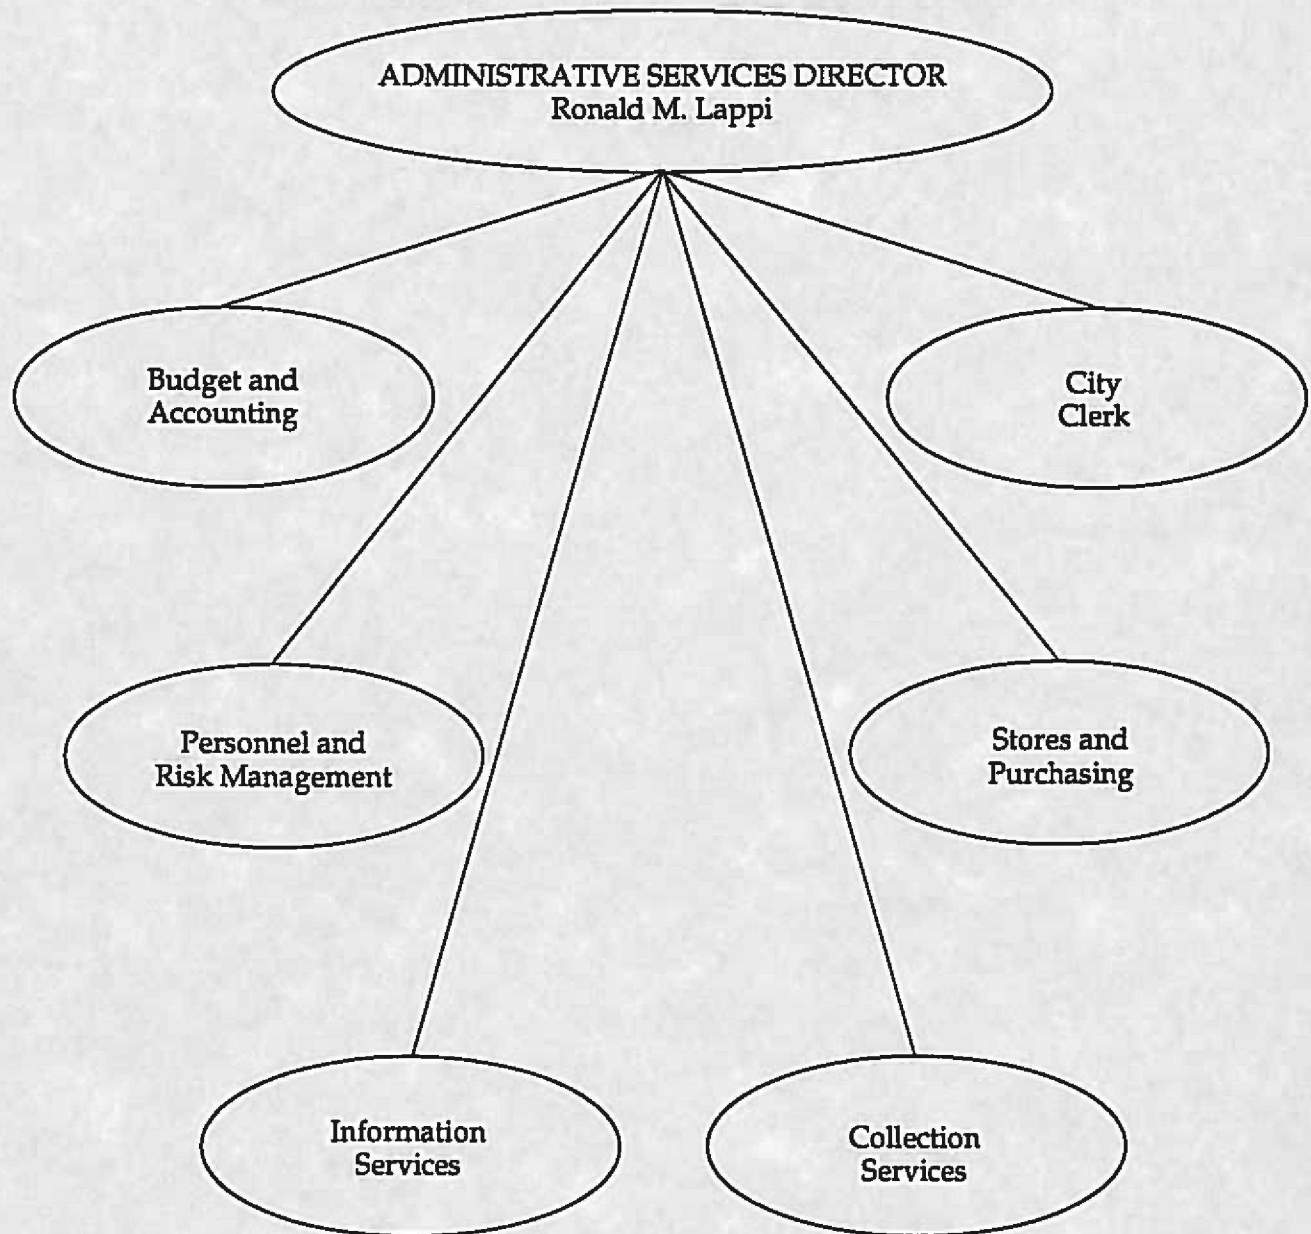 ADMINISTRATIVE SERVICES DIRECTOR
Ronald M. Lappi
Budget and
Accounting
City
Clerk
Personnel and
Risk Management
Stores and
Purchasing
Information
Services
Collection
Services